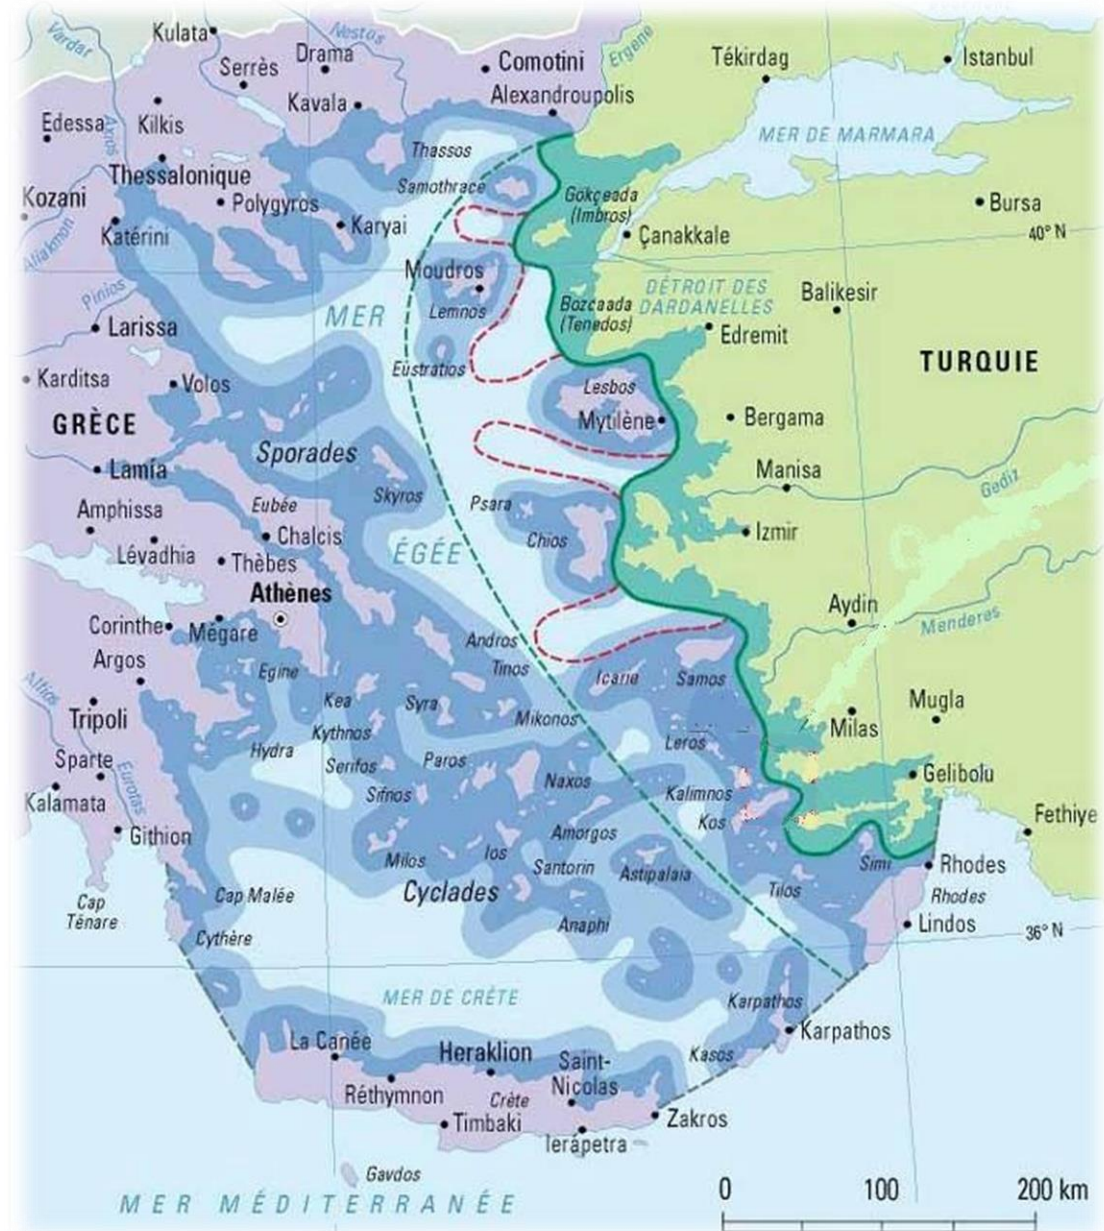 Vardar
Kulata
Nestos
Drama
Serrès
Comotini
Ergene
Tékirdag
Istanbul
Kavala
Alexandroupolis
Edessa
Axios
Kilkis
MER DE MARMARA
Thassos
Thessalonique
Samothrace
Gökçeada
(Imbros)
Kozani
Polygyros
Bursa
Karyai
Katérini
Çanakkale
40° N
Aliakmon
Moudros
DÉTROIT DES
DARDANELLES
Pinios
Lemnos
Bozcaada
(Tenedos)
Balikesir
MER
Larissa
Edremit
Eustratios
TURQUIE
Karditsa
Volos
Lesbos
GRÈCE
Mytilène
Bergama
Sporades
Lamía
Manisa
Skyros
Gediz
Amphissa
Eubée
Psara
Chalcis
Izmir
Chios
Lévadhia
ÉGÉE
Thèbes
Athènes
Aydin
Corinthe
Mégare
Menderes
Andros
Argos
Tinos
Egine
Icarie
Samos
Alfios
Kea
Syra
Mugla
Tripoli
Mikonos
Milas
Kythnos
Hydra
Leros
Sparte
Serifos
Paros
Naxos
Gelibolu
Eurotas
Kalamata
Sifnos
Kalimnos
Fethiye
Kos
Githion
Amorgos
Milos
Ios
Santorin
Astipalaia
Simi
Rhodes
Cap Malée
Cyclades
Tilos
Rhodes
Cap
Ténare
Anaphi
Lindos
Cythère
36° N
MER DE CRÈTE
Karpathos
Karpathos
La Canée
Heraklion
Kasos
Saint-
Nicolas
Réthymnon
Crète
Timbaki
Zakros
Ierápetra
Gavdos
MER MÉDITERRANÉE
0 100 200 km